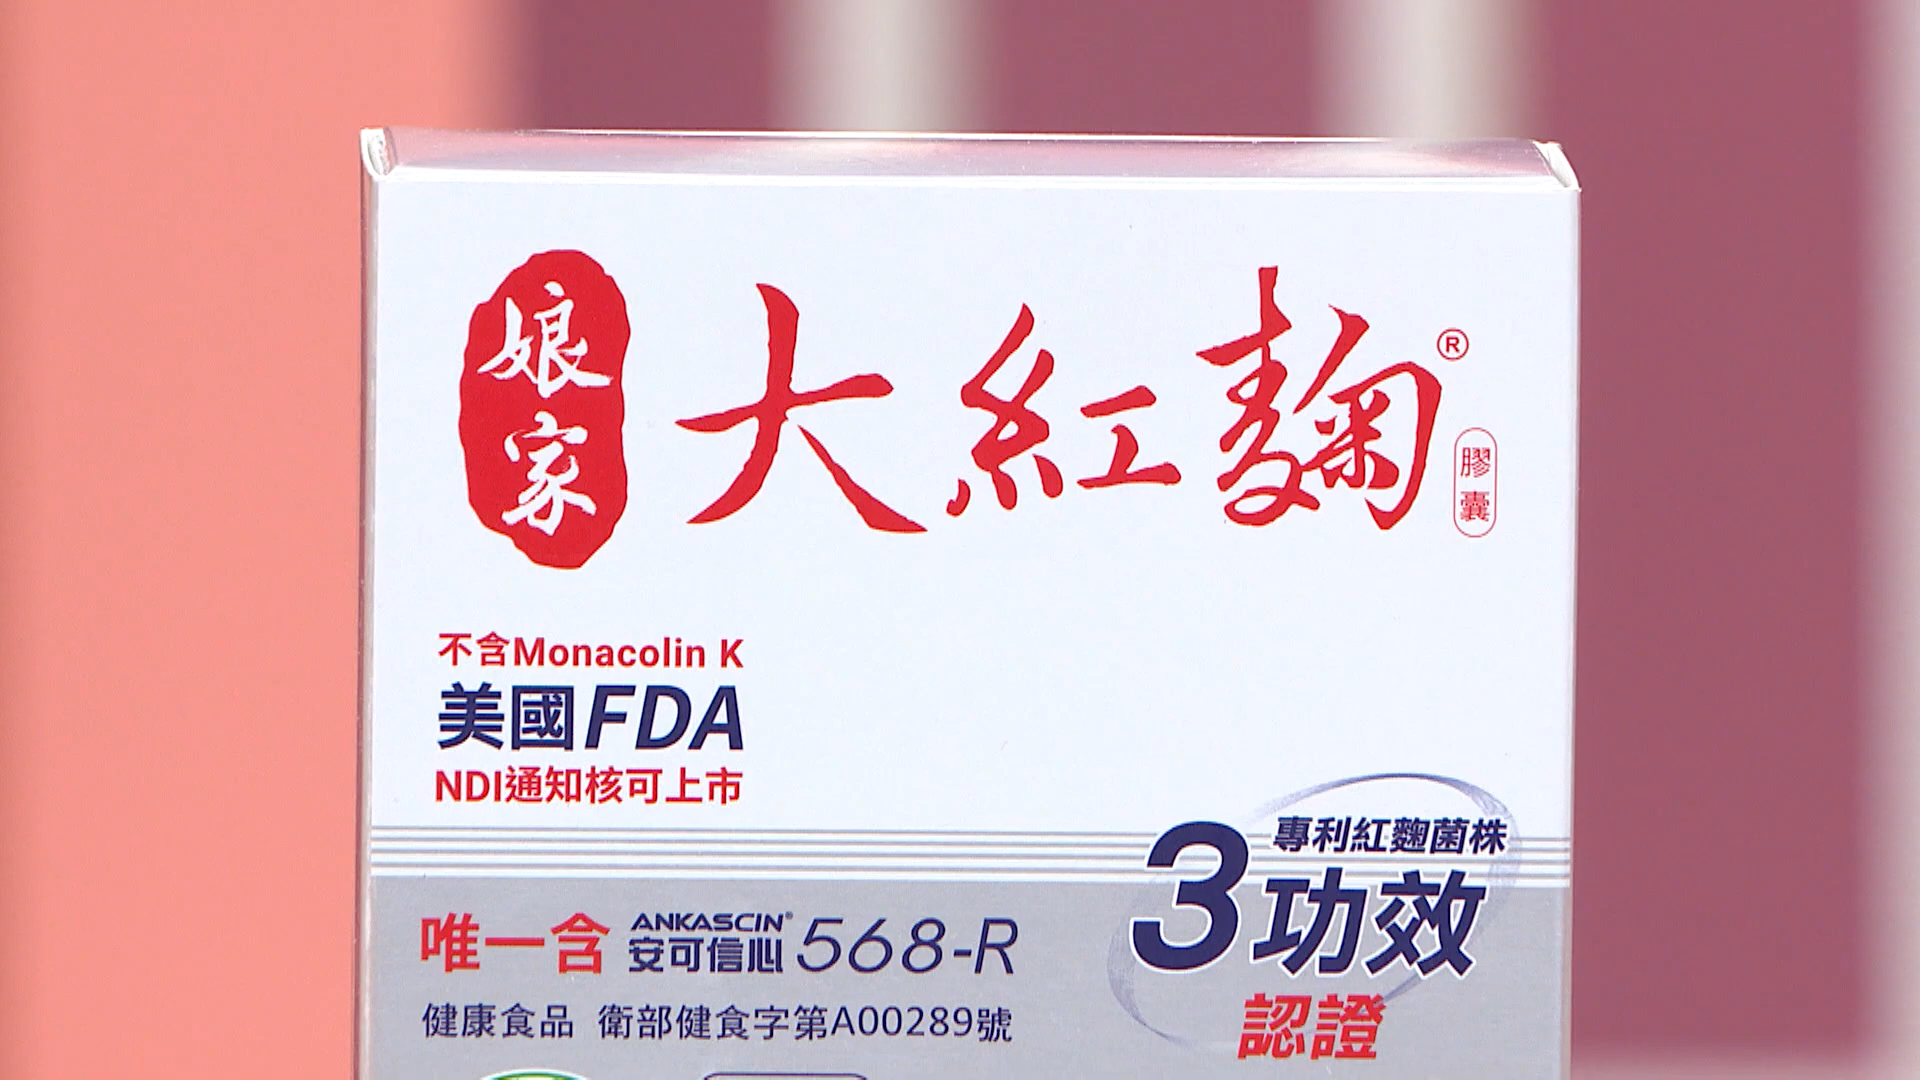 娘家
大紅麴®
膠囊
不含Monacolin K
美國FDA
NDI通知核可上市
專利紅麴菌株
3功效
認證
唯一含 ANKASCIN® 安可信心 568-R
健康食品 衛部健食字第A00289號